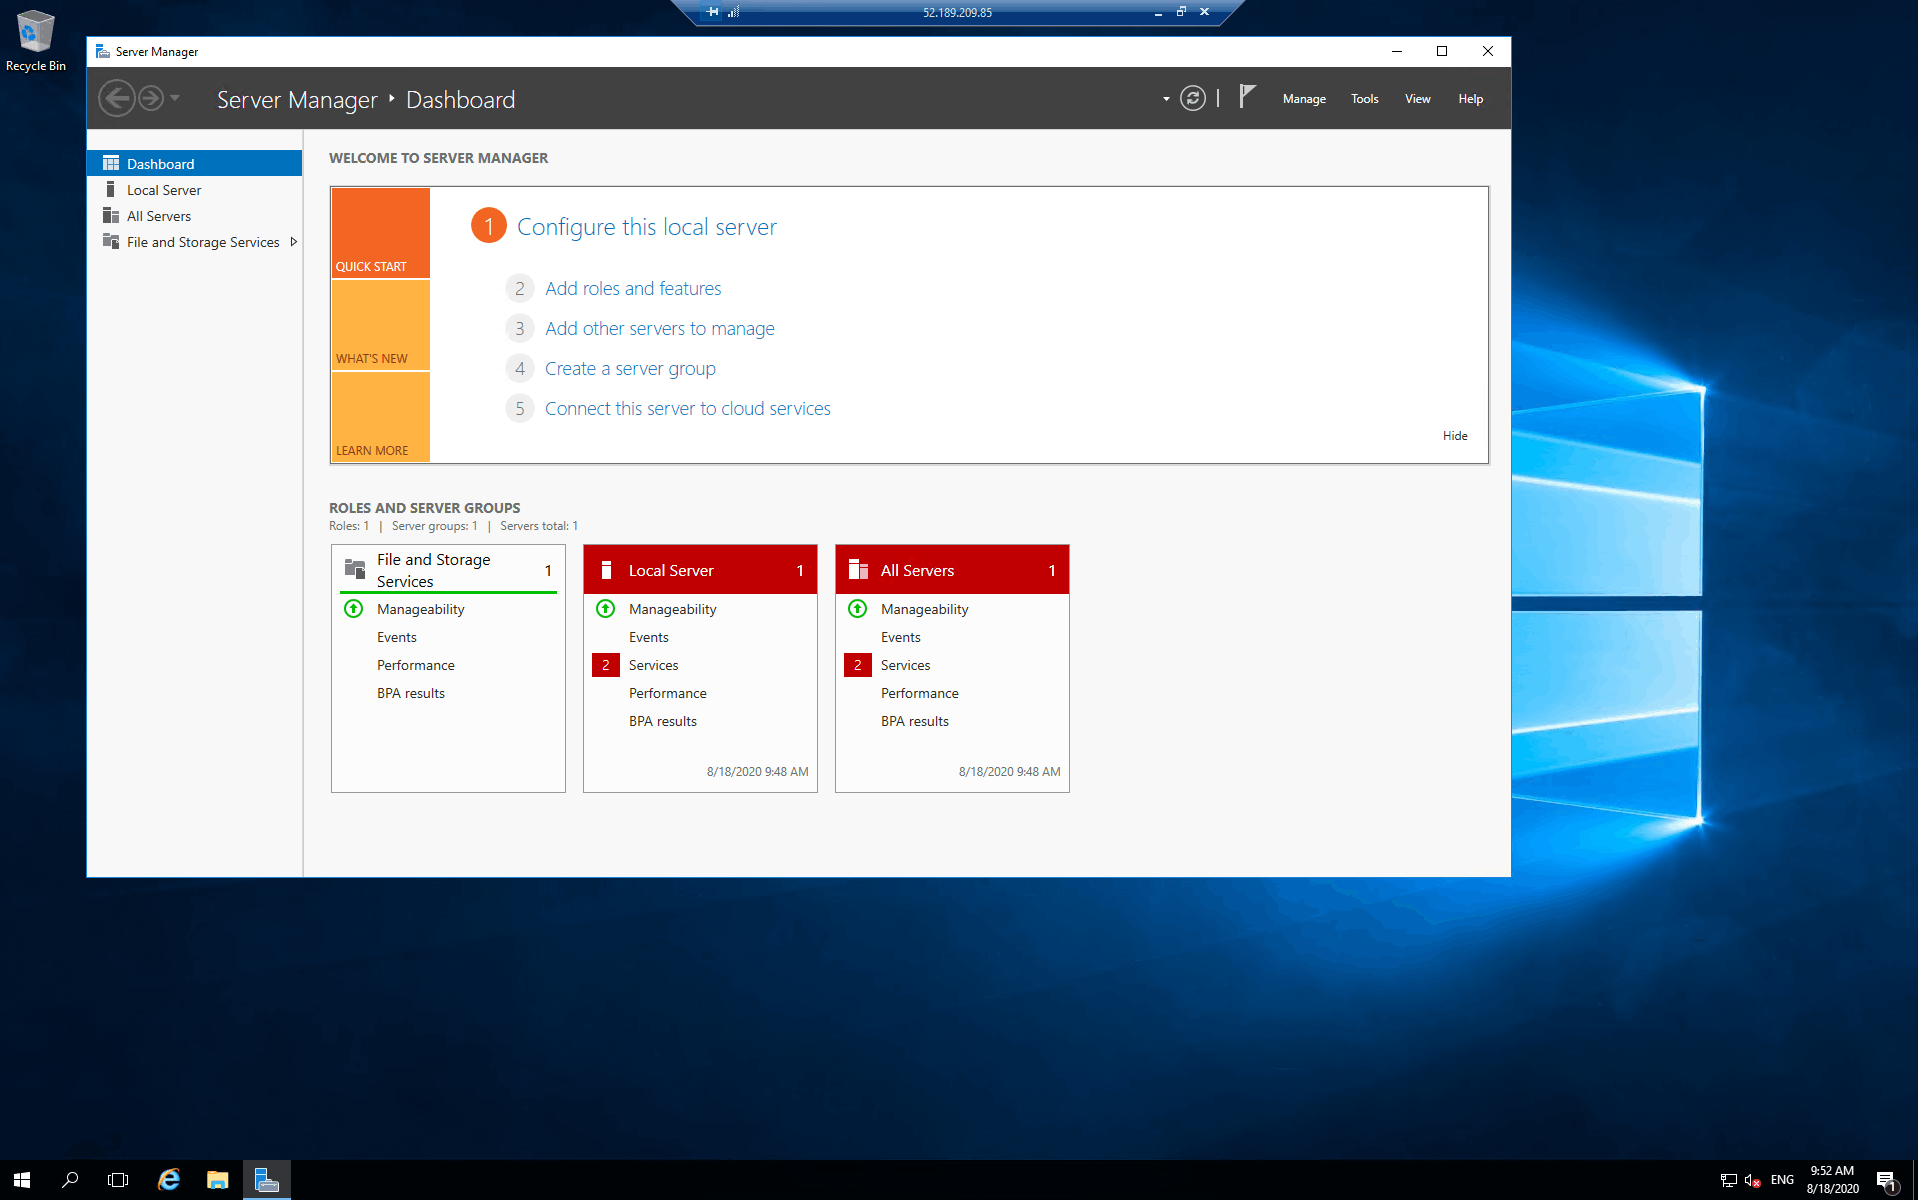 52.189.209.85
Recycle Bin
Server Manager
Server Manager Dashboard
Manage Tools View Help
Dashboard
Local Server
All Servers
File and Storage Services
WELCOME TO SERVER MANAGER
QUICK START
WHAT'S NEW
LEARN MORE
1 Configure this local server
2 Add roles and features
3 Add other servers to manage
4 Create a server group
5 Connect this server to cloud services
Hide
ROLES AND SERVER GROUPS
Roles: 1 | Server groups: 1 | Servers total: 1
File and Storage
Services 1
Manageability
Events
Performance
BPA results
Local Server 1
Manageability
Events
2 Services
Performance
BPA results
8/18/2020 9:48 AM
All Servers 1
Manageability
Events
2 Services
Performance
BPA results
8/18/2020 9:48 AM
ENG
9:52 AM
8/18/2020
1